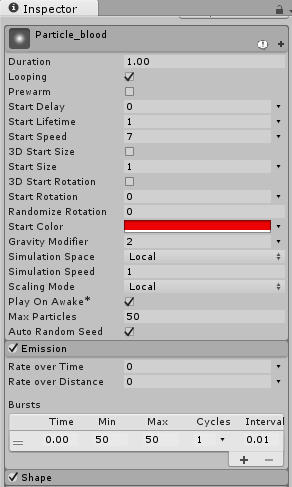 Inspector
Particle_blood
Duration 1.00
Looping
Prewarm
Start Delay 0
Start Lifetime 1
Start Speed 7
3D Start Size
Start Size 1
3D Start Rotation
Start Rotation 0
Randomize Rotation 0
Start Color
Gravity Modifier 2
Simulation Space Local
Simulation Speed 1
Scaling Mode Local
Play On Awake*
Max Particles 50
Auto Random Seed
Emission
Rate over Time 0
Rate over Distance 0
Bursts
Time Min Max Cycles Interval
0.00 50 50 1 0.01
Shape